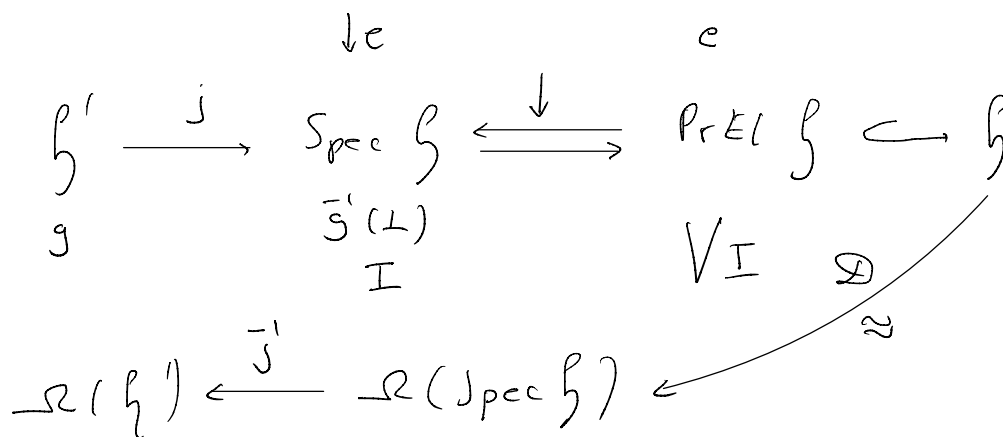 ↓e e
ζ' j Spec ζ ↓ PrEl ζ ζ
g g⁻¹(⊥) ⋁I
I D
≈
Ω(ζ') j⁻¹ Ω(Spec ζ)